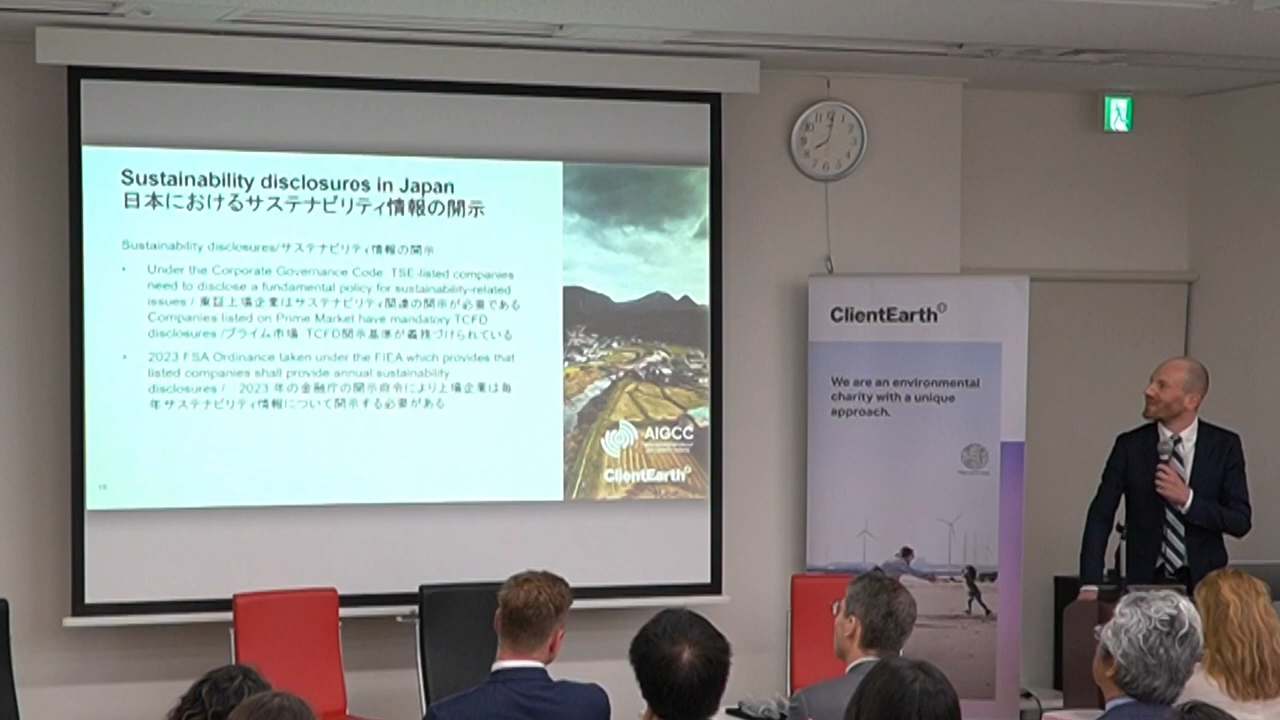 Sustainability disclosures in Japan
日本におけるサステナビリティ情報の開示
Sustainability disclosures/サステナビリティ情報の開示
Under the Corporate Governance Code, TSE-listed companies
need to disclose a fundamental policy for sustainability-related
issues / 東証上場企業はサステナビリティ関連の開示が必要である
Companies listed on Prime Market have mandatory TCFD
disclosures /プライム市場 TCFD開示基準が義務づけられている
2023 FSA Ordinance taken under the FIEA which provides that
listed companies shall provide annual sustainability
disclosures / 2023 年の金融庁の開示府令により上場企業は毎
年サステナビリティ情報について開示する必要がある
AIGCC
ClientEarth
ClientEarth
We are an environmental
charity with a unique
approach.